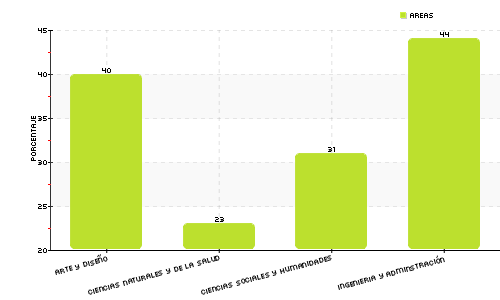 AREAS
45
40
35
30
25
20
PORCENTAJE
40
23
31
44
ARTE Y DISEÑO
CIENCIAS NATURALES Y DE LA SALUD
CIENCIAS SOCIALES Y HUMANIDADES
INGENIERIA Y ADMINSTRACIÓN